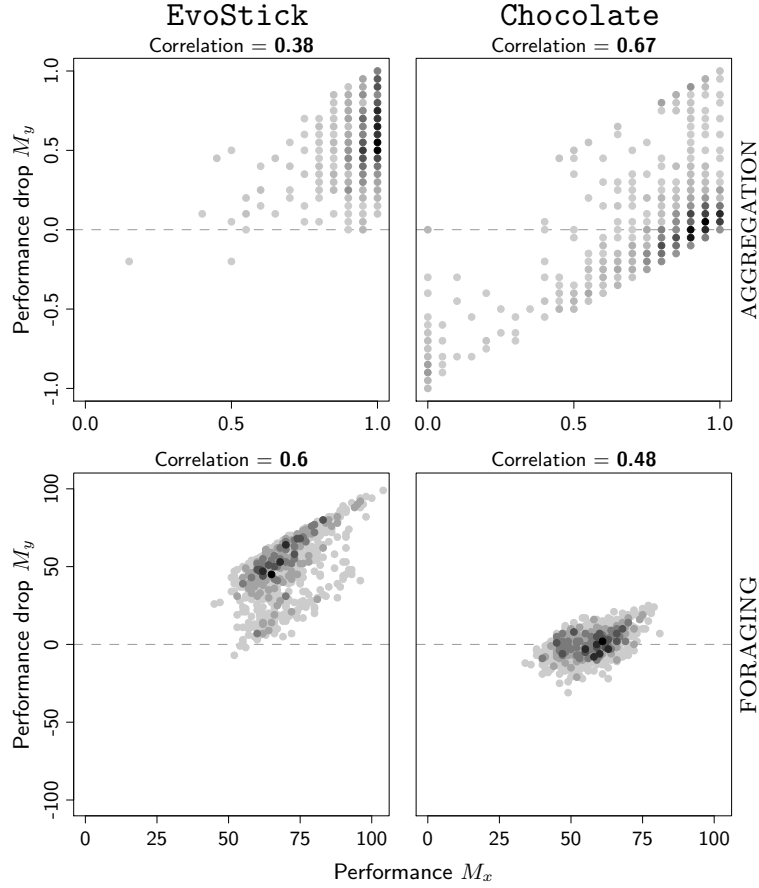 EvoStick Chocolate
Correlation = 0.38 Correlation = 0.67
Performance drop M_y
1.0
0.5
0.0
-0.5
-1.0
0.0 0.5 1.0
0.0 0.5 1.0
AGGREGATION
Correlation = 0.6 Correlation = 0.48
Performance drop M_y
100
50
0
-50
-100
0 25 50 75 100
0 25 50 75 100
FORAGING
Performance M_x